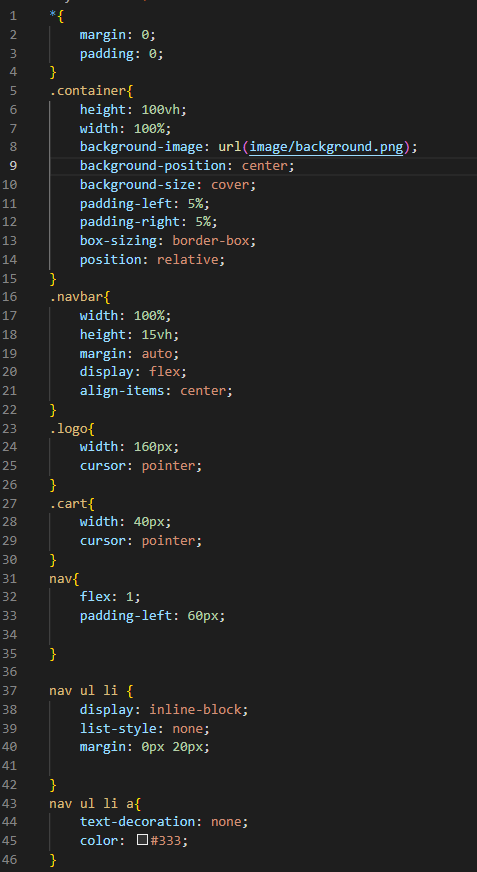 1 *{
2     margin: 0;
3     padding: 0;
4 }
5 .container{
6     height: 100vh;
7     width: 100%;
8     background-image: url(image/background.png);
9     background-position: center;
10     background-size: cover;
11     padding-left: 5%;
12     padding-right: 5%;
13     box-sizing: border-box;
14     position: relative;
15 }
16 .navbar{
17     width: 100%;
18     height: 15vh;
19     margin: auto;
20     display: flex;
21     align-items: center;
22 }
23 .logo{
24     width: 160px;
25     cursor: pointer;
26 }
27 .cart{
28     width: 40px;
29     cursor: pointer;
30 }
31 nav{
32     flex: 1;
33     padding-left: 60px;
34
35 }
36
37 nav ul li {
38     display: inline-block;
39     list-style: none;
40     margin: 0px 20px;
41
42 }
43 nav ul li a{
44     text-decoration: none;
45     color: #333;
46 }